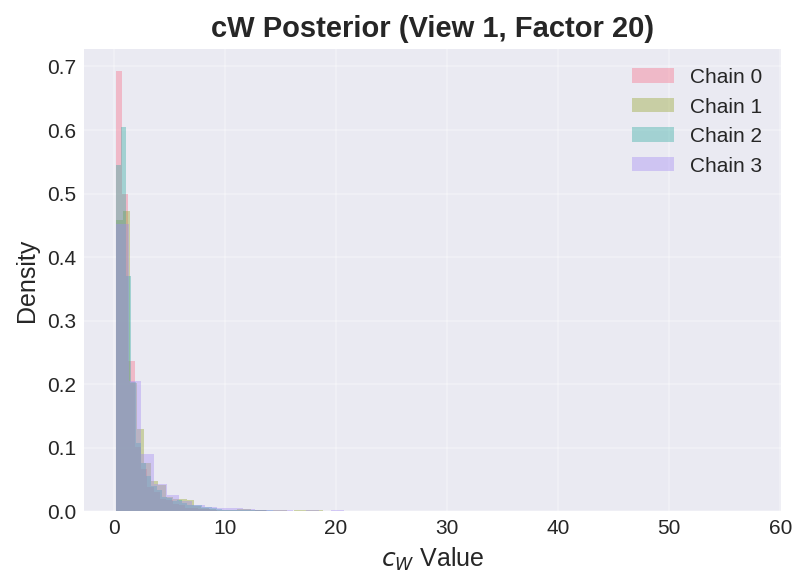 cW Posterior (View 1, Factor 20)
Chain 0
Chain 1
Chain 2
Chain 3
Density
0.7
0.6
0.5
0.4
0.3
0.2
0.1
0.0
0 10 20 30 40 50 60
c_W Value